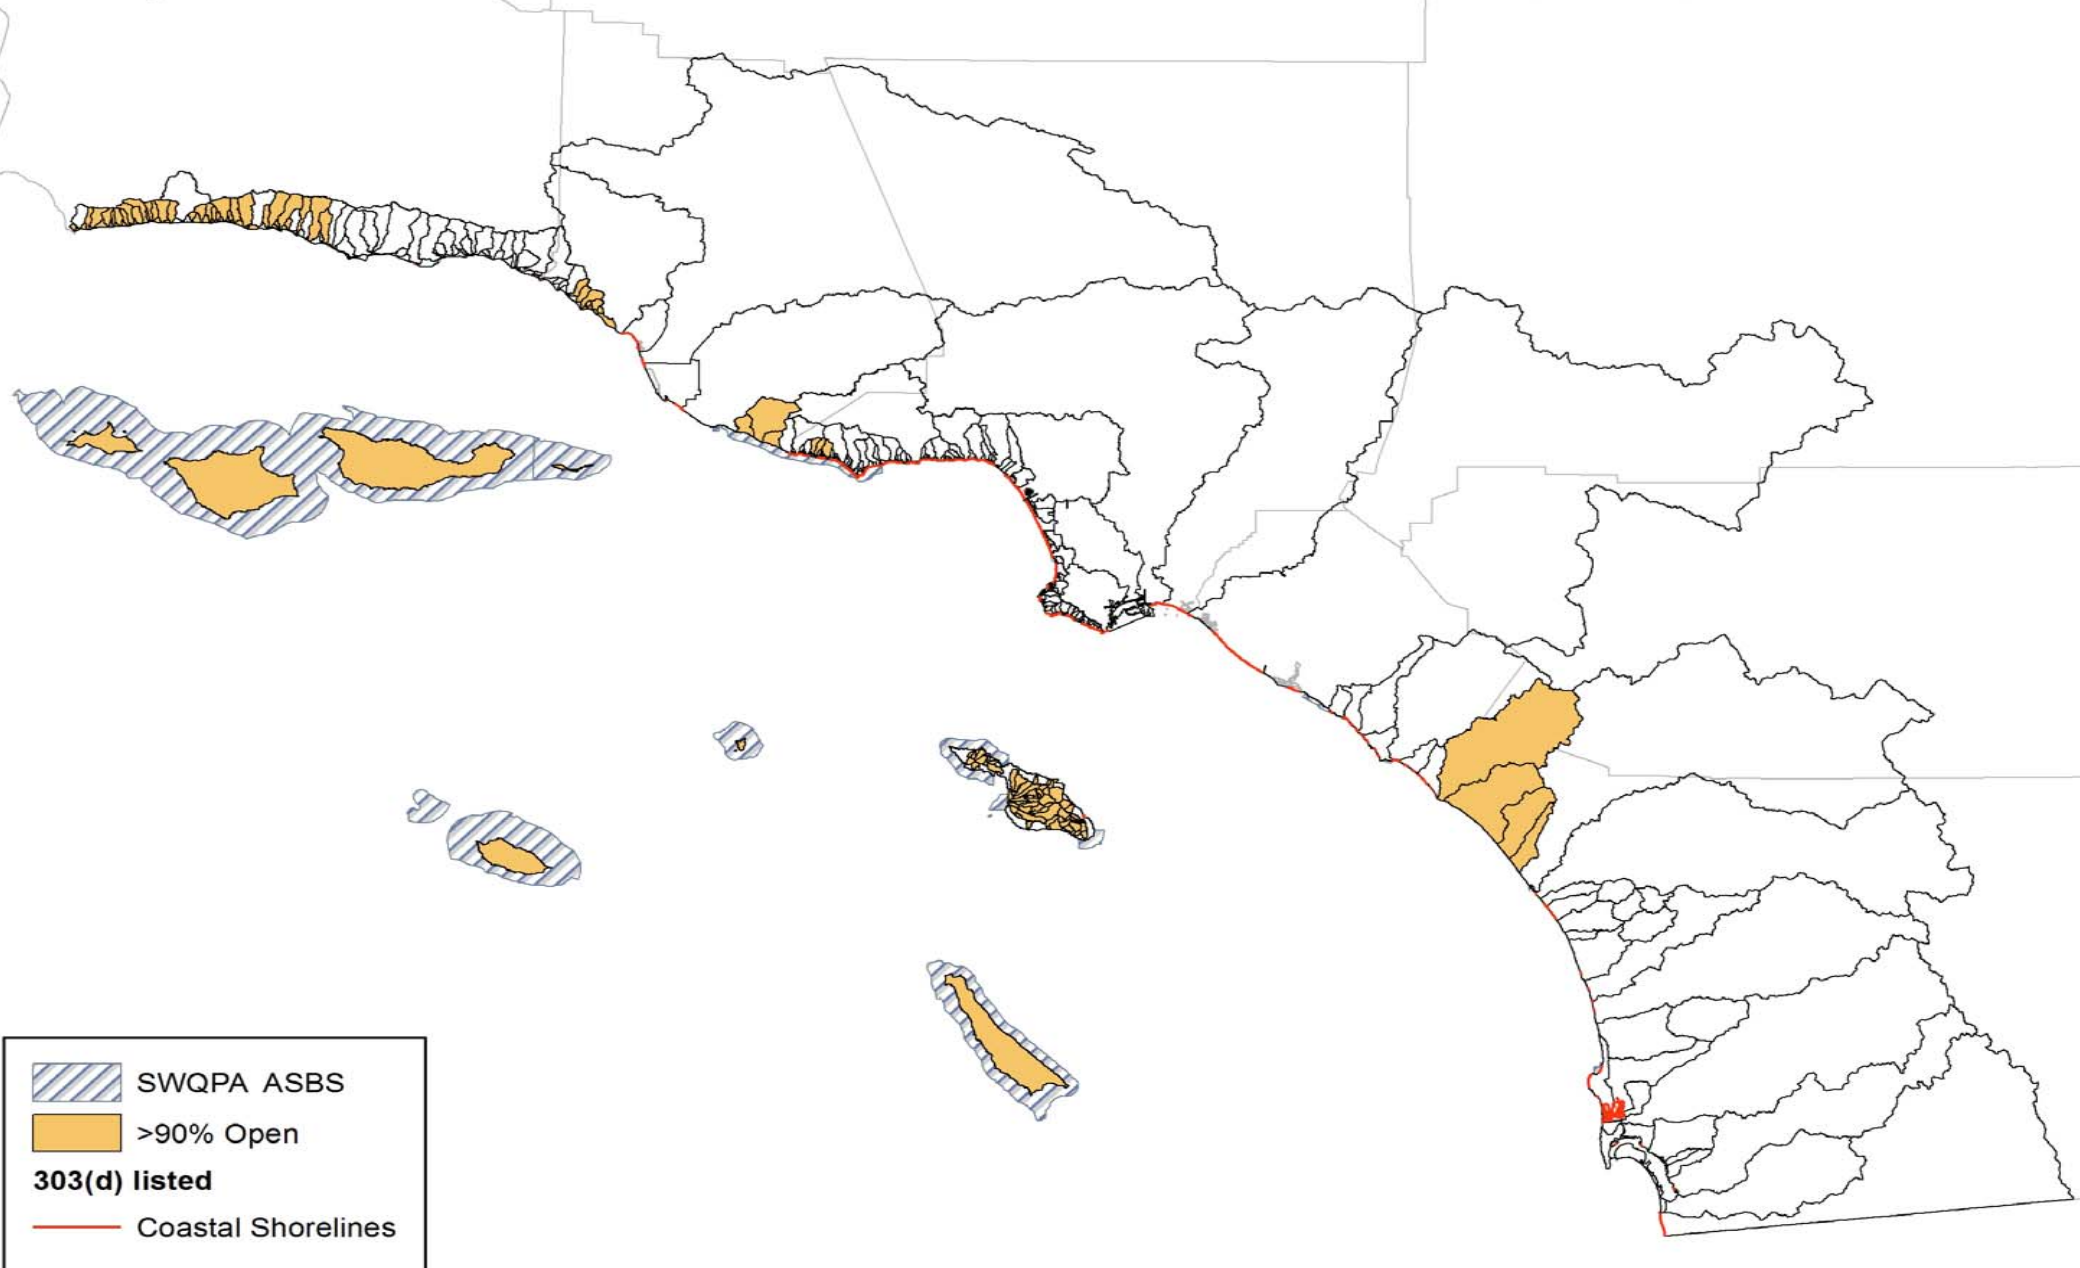 SWQPA ASBS
>90% Open
303(d) listed
Coastal Shorelines